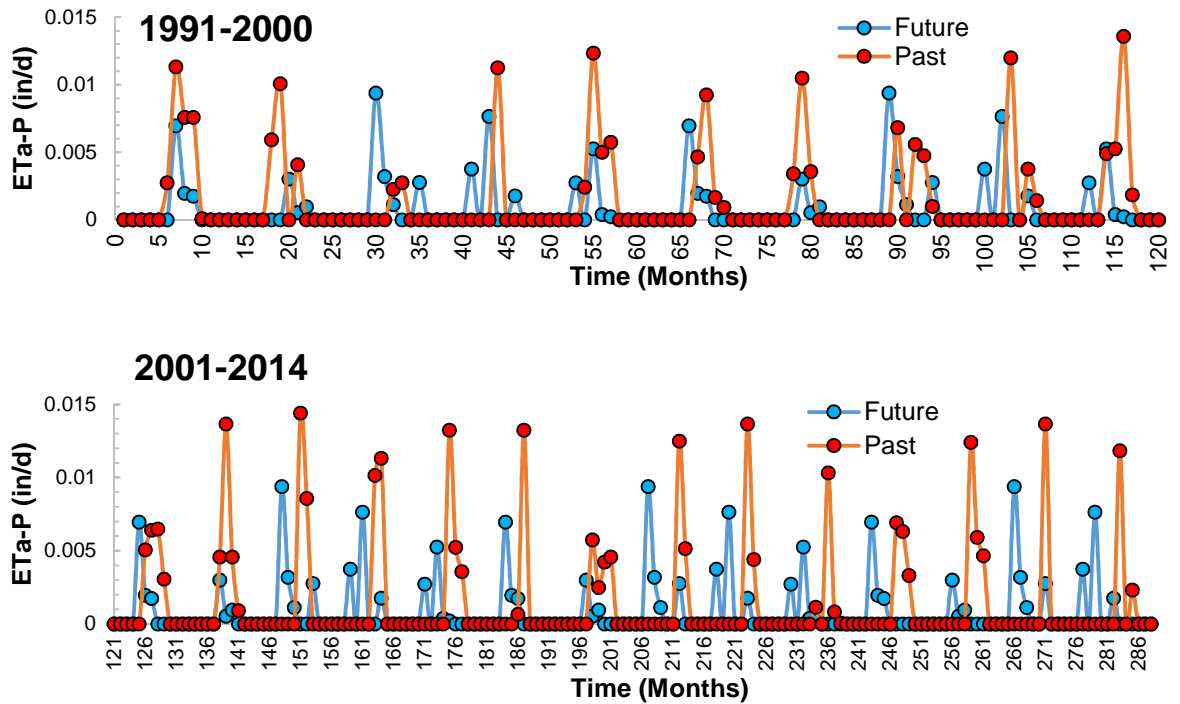 1991-2000
Future
Past
ETa-P (in/d)
0.015
0.01
0.005
0
0 5 10 15 20 25 30 35 40 45 50 55 60 65 70 75 80 85 90 95 100 105 110 115 120
Time (Months)
2001-2014
Future
Past
ETa-P (in/d)
0.015
0.01
0.005
0
121 126 131 136 141 146 151 156 161 166 171 176 181 186 191 196 201 206 211 216 221 226 231 236 241 246 251 256 261 266 271 276 281 286
Time (Months)